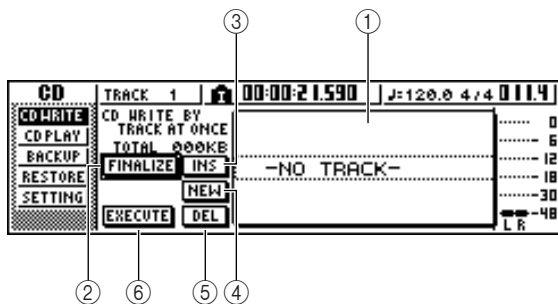 ③ ①
CD TRACK 1 00:00:21.590 ♩=120.0 4/4 011.4
CD WRITE CD WRITE BY
TRACK AT ONCE
TOTAL 000KB
CD PLAY
BACKUP
RESTORE
SETTING
FINALIZE INS
NEW
EXECUTE DEL
-NO TRACK-
0
6
12
18
30
48
L R
② ⑥ ⑤ ④